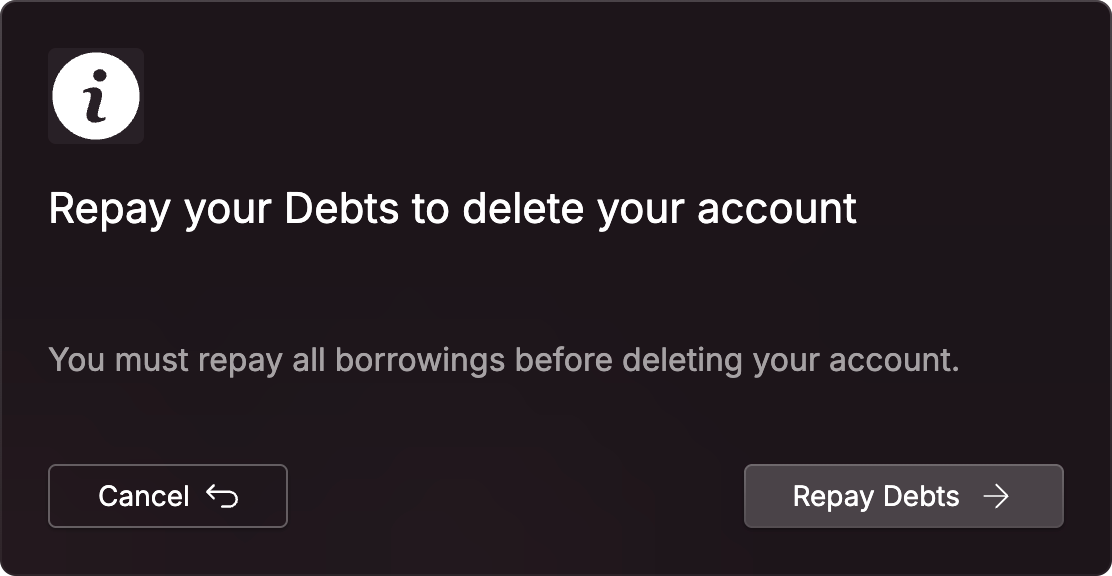 Repay your Debts to delete your account
You must repay all borrowings before deleting your account.
Cancel
Repay Debts